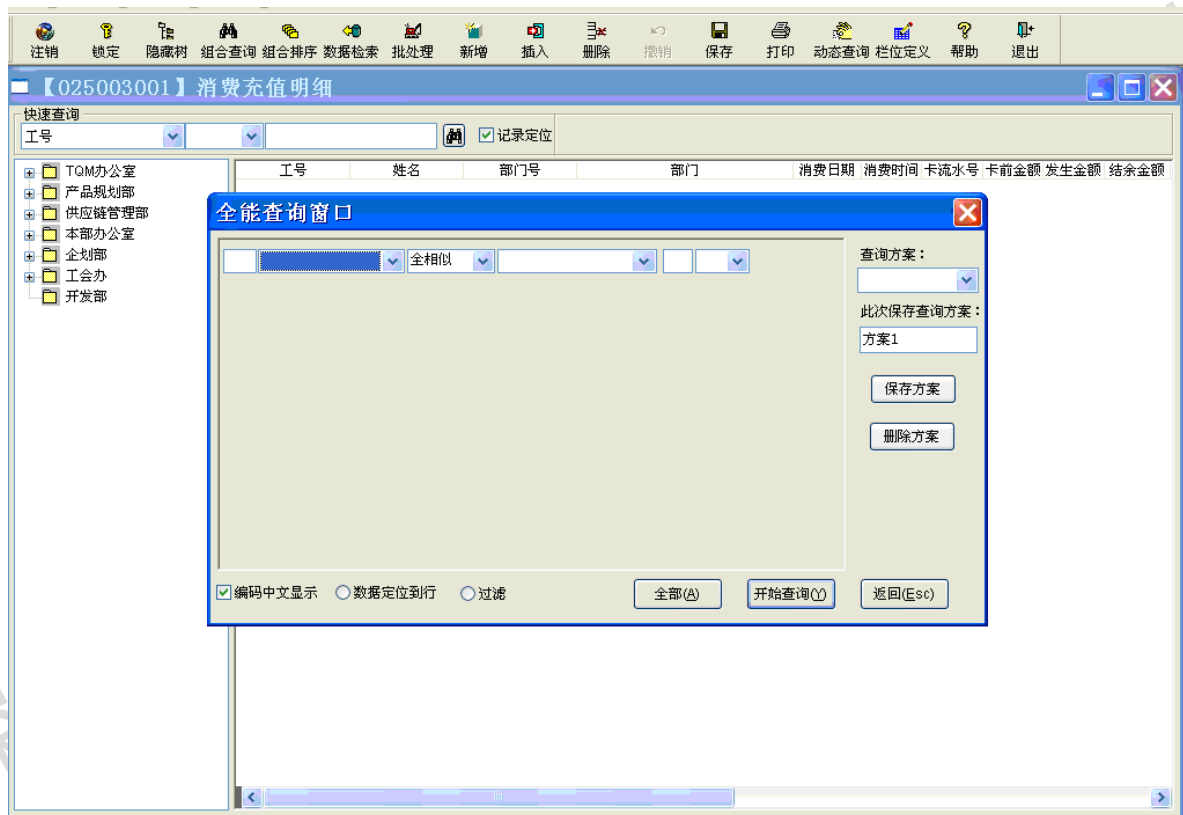 注销 锁定 隐藏树 组合查询 组合排序 数据检索 批处理 新增 插入 删除 撤销 保存 打印 动态查询 栏位定义 帮助 退出
【025003001】消费充值明细
快速查询
工号 记录定位
工号 姓名 部门号 部门 消费日期 消费时间 卡流水号 卡前金额 发生金额 结余金额
TQM办公室
产品规划部
供应链管理部
本部办公室
企划部
工会办
开发部
全能查询窗口
全相似
查询方案：
此次保存查询方案：
方案1
保存方案
删除方案
编码中文显示 数据定位到行 过滤 全部(A) 开始查询(Y) 返回(Esc)